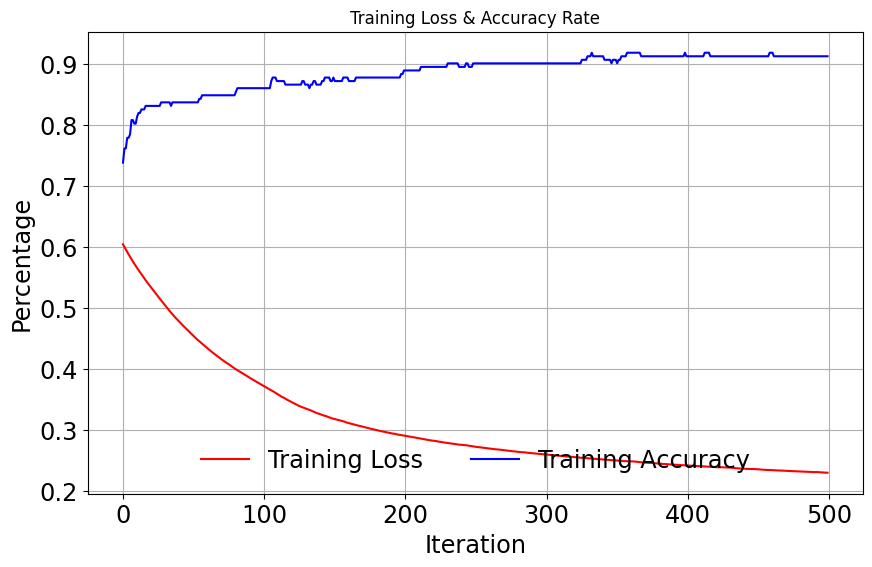 Training Loss & Accuracy Rate
Percentage
0.9
0.8
0.7
0.6
0.5
0.4
0.3
0.2
Training Loss
Training Accuracy
0 100 200 300 400 500
Iteration